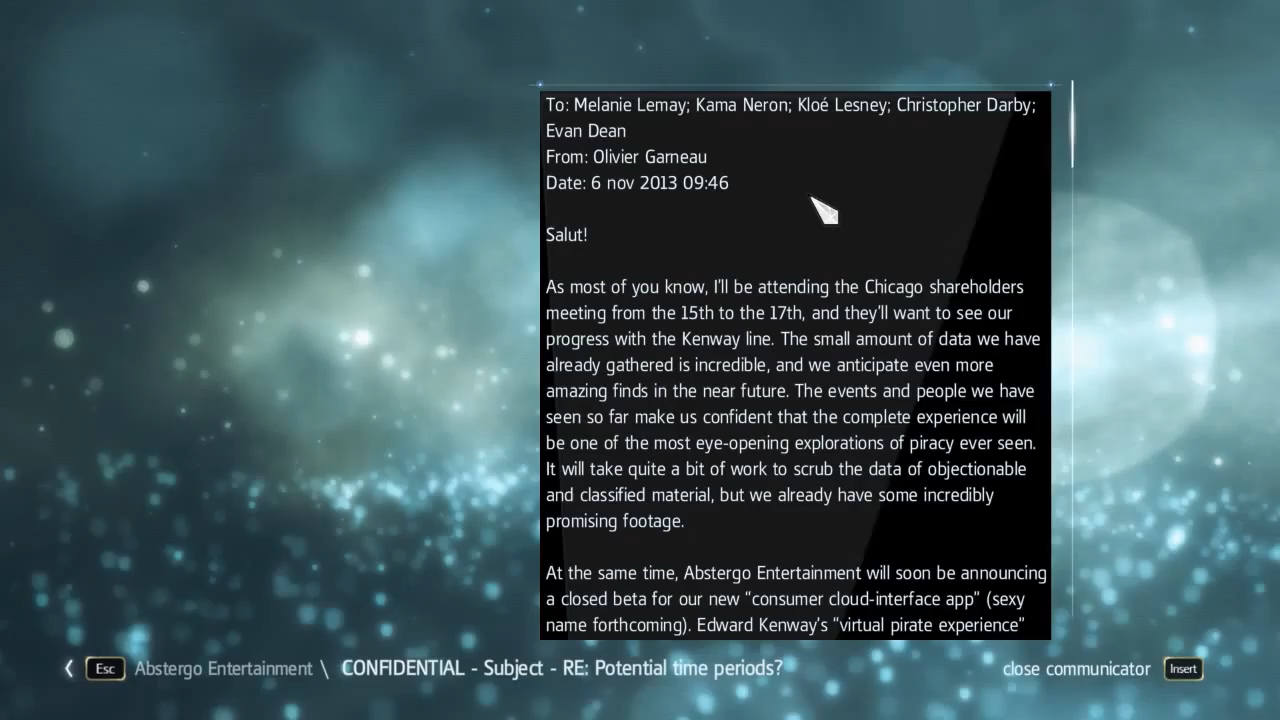 To: Melanie Lemay; Kama Neron; Kloé Lesney; Christopher Darby;
Evan Dean
From: Olivier Garneau
Date: 6 nov 2013 09:46
Salut!
As most of you know, I'll be attending the Chicago shareholders
meeting from the 15th to the 17th, and they'll want to see our
progress with the Kenway line. The small amount of data we have
already gathered is incredible, and we anticipate even more
amazing finds in the near future. The events and people we have
seen so far make us confident that the complete experience will
be one of the most eye-opening explorations of piracy ever seen.
It will take quite a bit of work to scrub the data of objectionable
and classified material, but we already have some incredibly
promising footage.
At the same time, Abstergo Entertainment will soon be announcing
a closed beta for our new “consumer cloud-interface app” (sexy
name forthcoming). Edward Kenway's “virtual pirate experience”
Esc Abstergo Entertainment \ CONFIDENTIAL - Subject - RE: Potential time periods? close communicator Insert